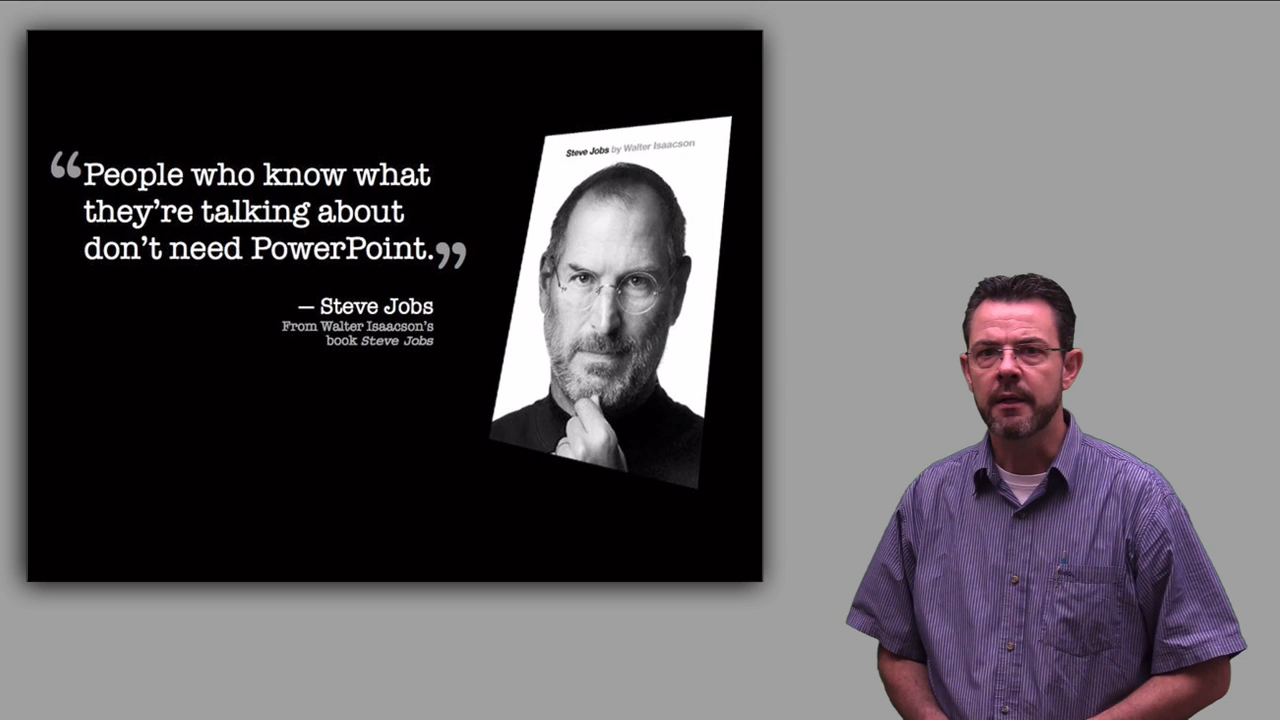 “People who know what
they’re talking about
don’t need PowerPoint.”
— Steve Jobs
From Walter Isaacson’s
book Steve Jobs
Steve Jobs by Walter Isaacson